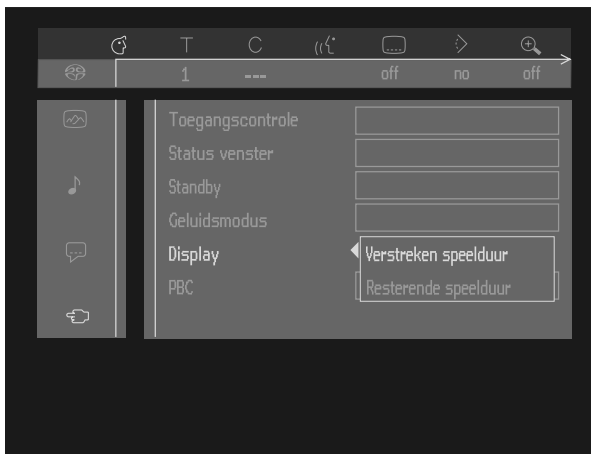 T C
1 --- off no off
Toegangscontrole
Status venster
Standby
Geluidsmodus
Display Verstreken speelduur
PBC Resterende speelduur